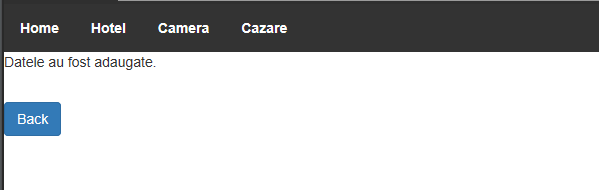 Home Hotel Camera Cazare
Datele au fost adaugate.
Back